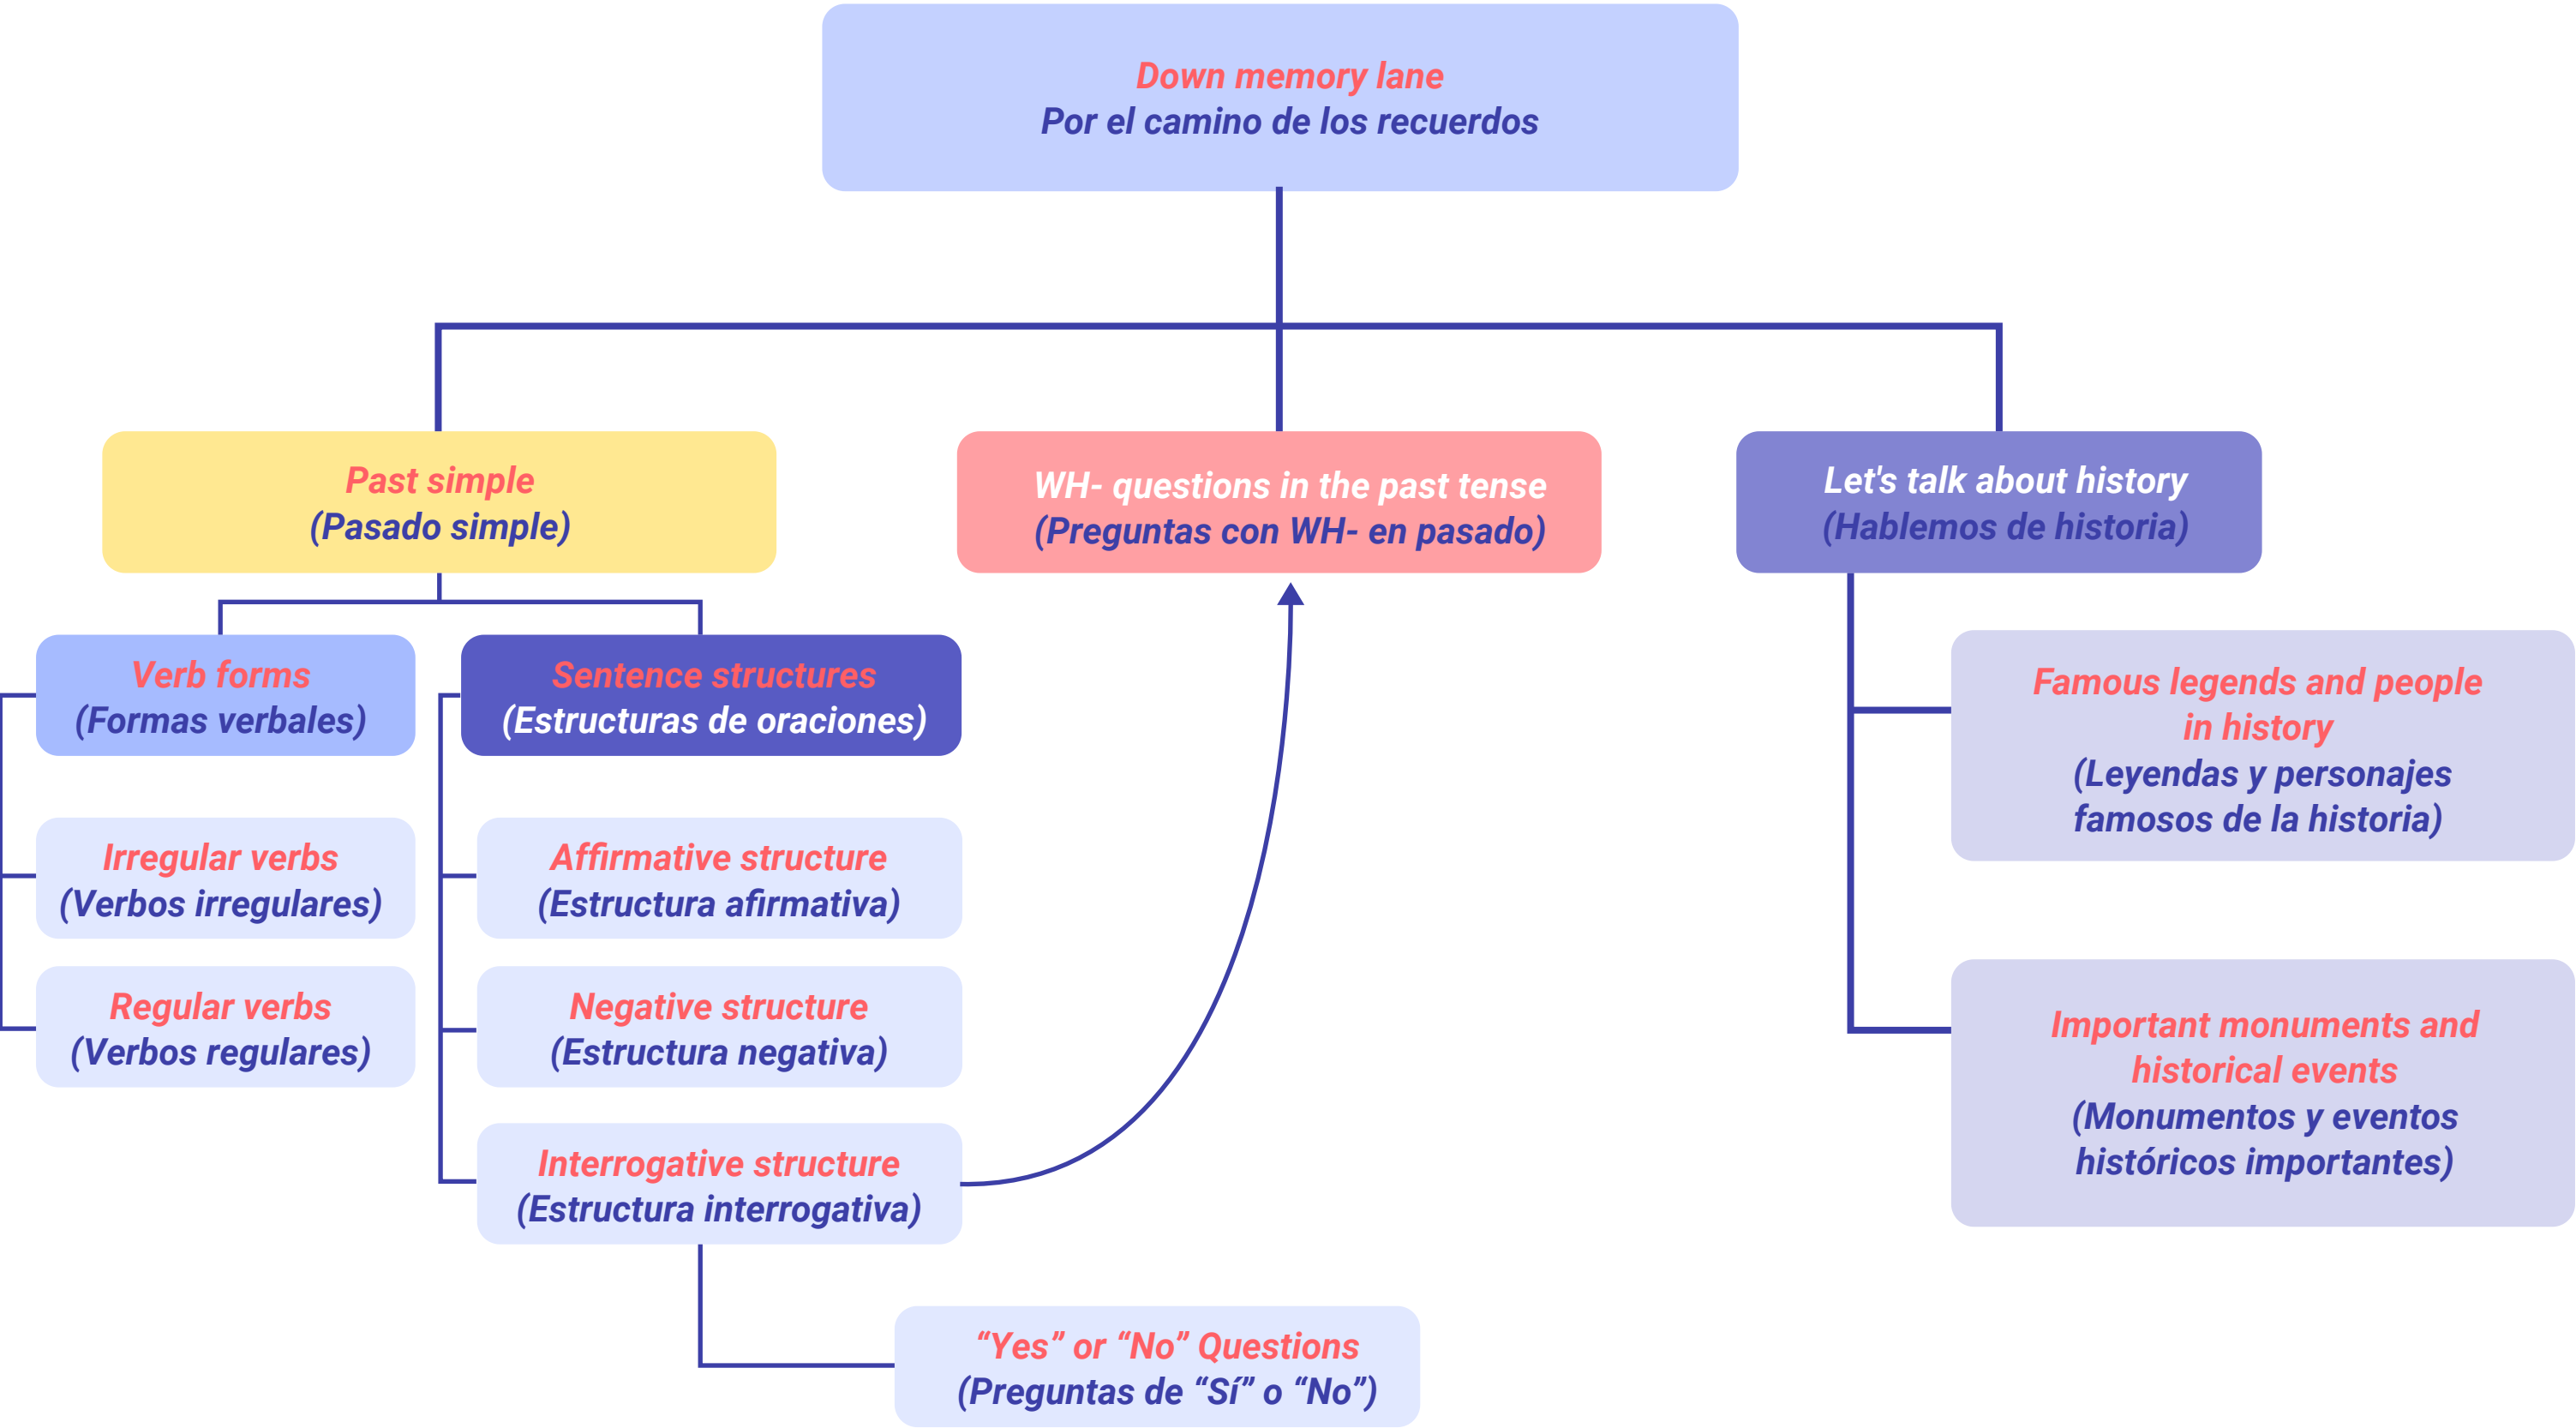 Down memory lane
Por el camino de los recuerdos
Past simple
(Pasado simple)
WH- questions in the past tense
(Preguntas con WH- en pasado)
Let's talk about history
(Hablemos de historia)
Verb forms
(Formas verbales)
Sentence structures
(Estructuras de oraciones)
Irregular verbs
(Verbos irregulares)
Regular verbs
(Verbos regulares)
Affirmative structure
(Estructura afirmativa)
Negative structure
(Estructura negativa)
Interrogative structure
(Estructura interrogativa)
“Yes” or “No” Questions
(Preguntas de “Sí” o “No”)
Famous legends and people
in history
(Leyendas y personajes
famosos de la historia)
Important monuments and
historical events
(Monumentos y eventos
históricos importantes)